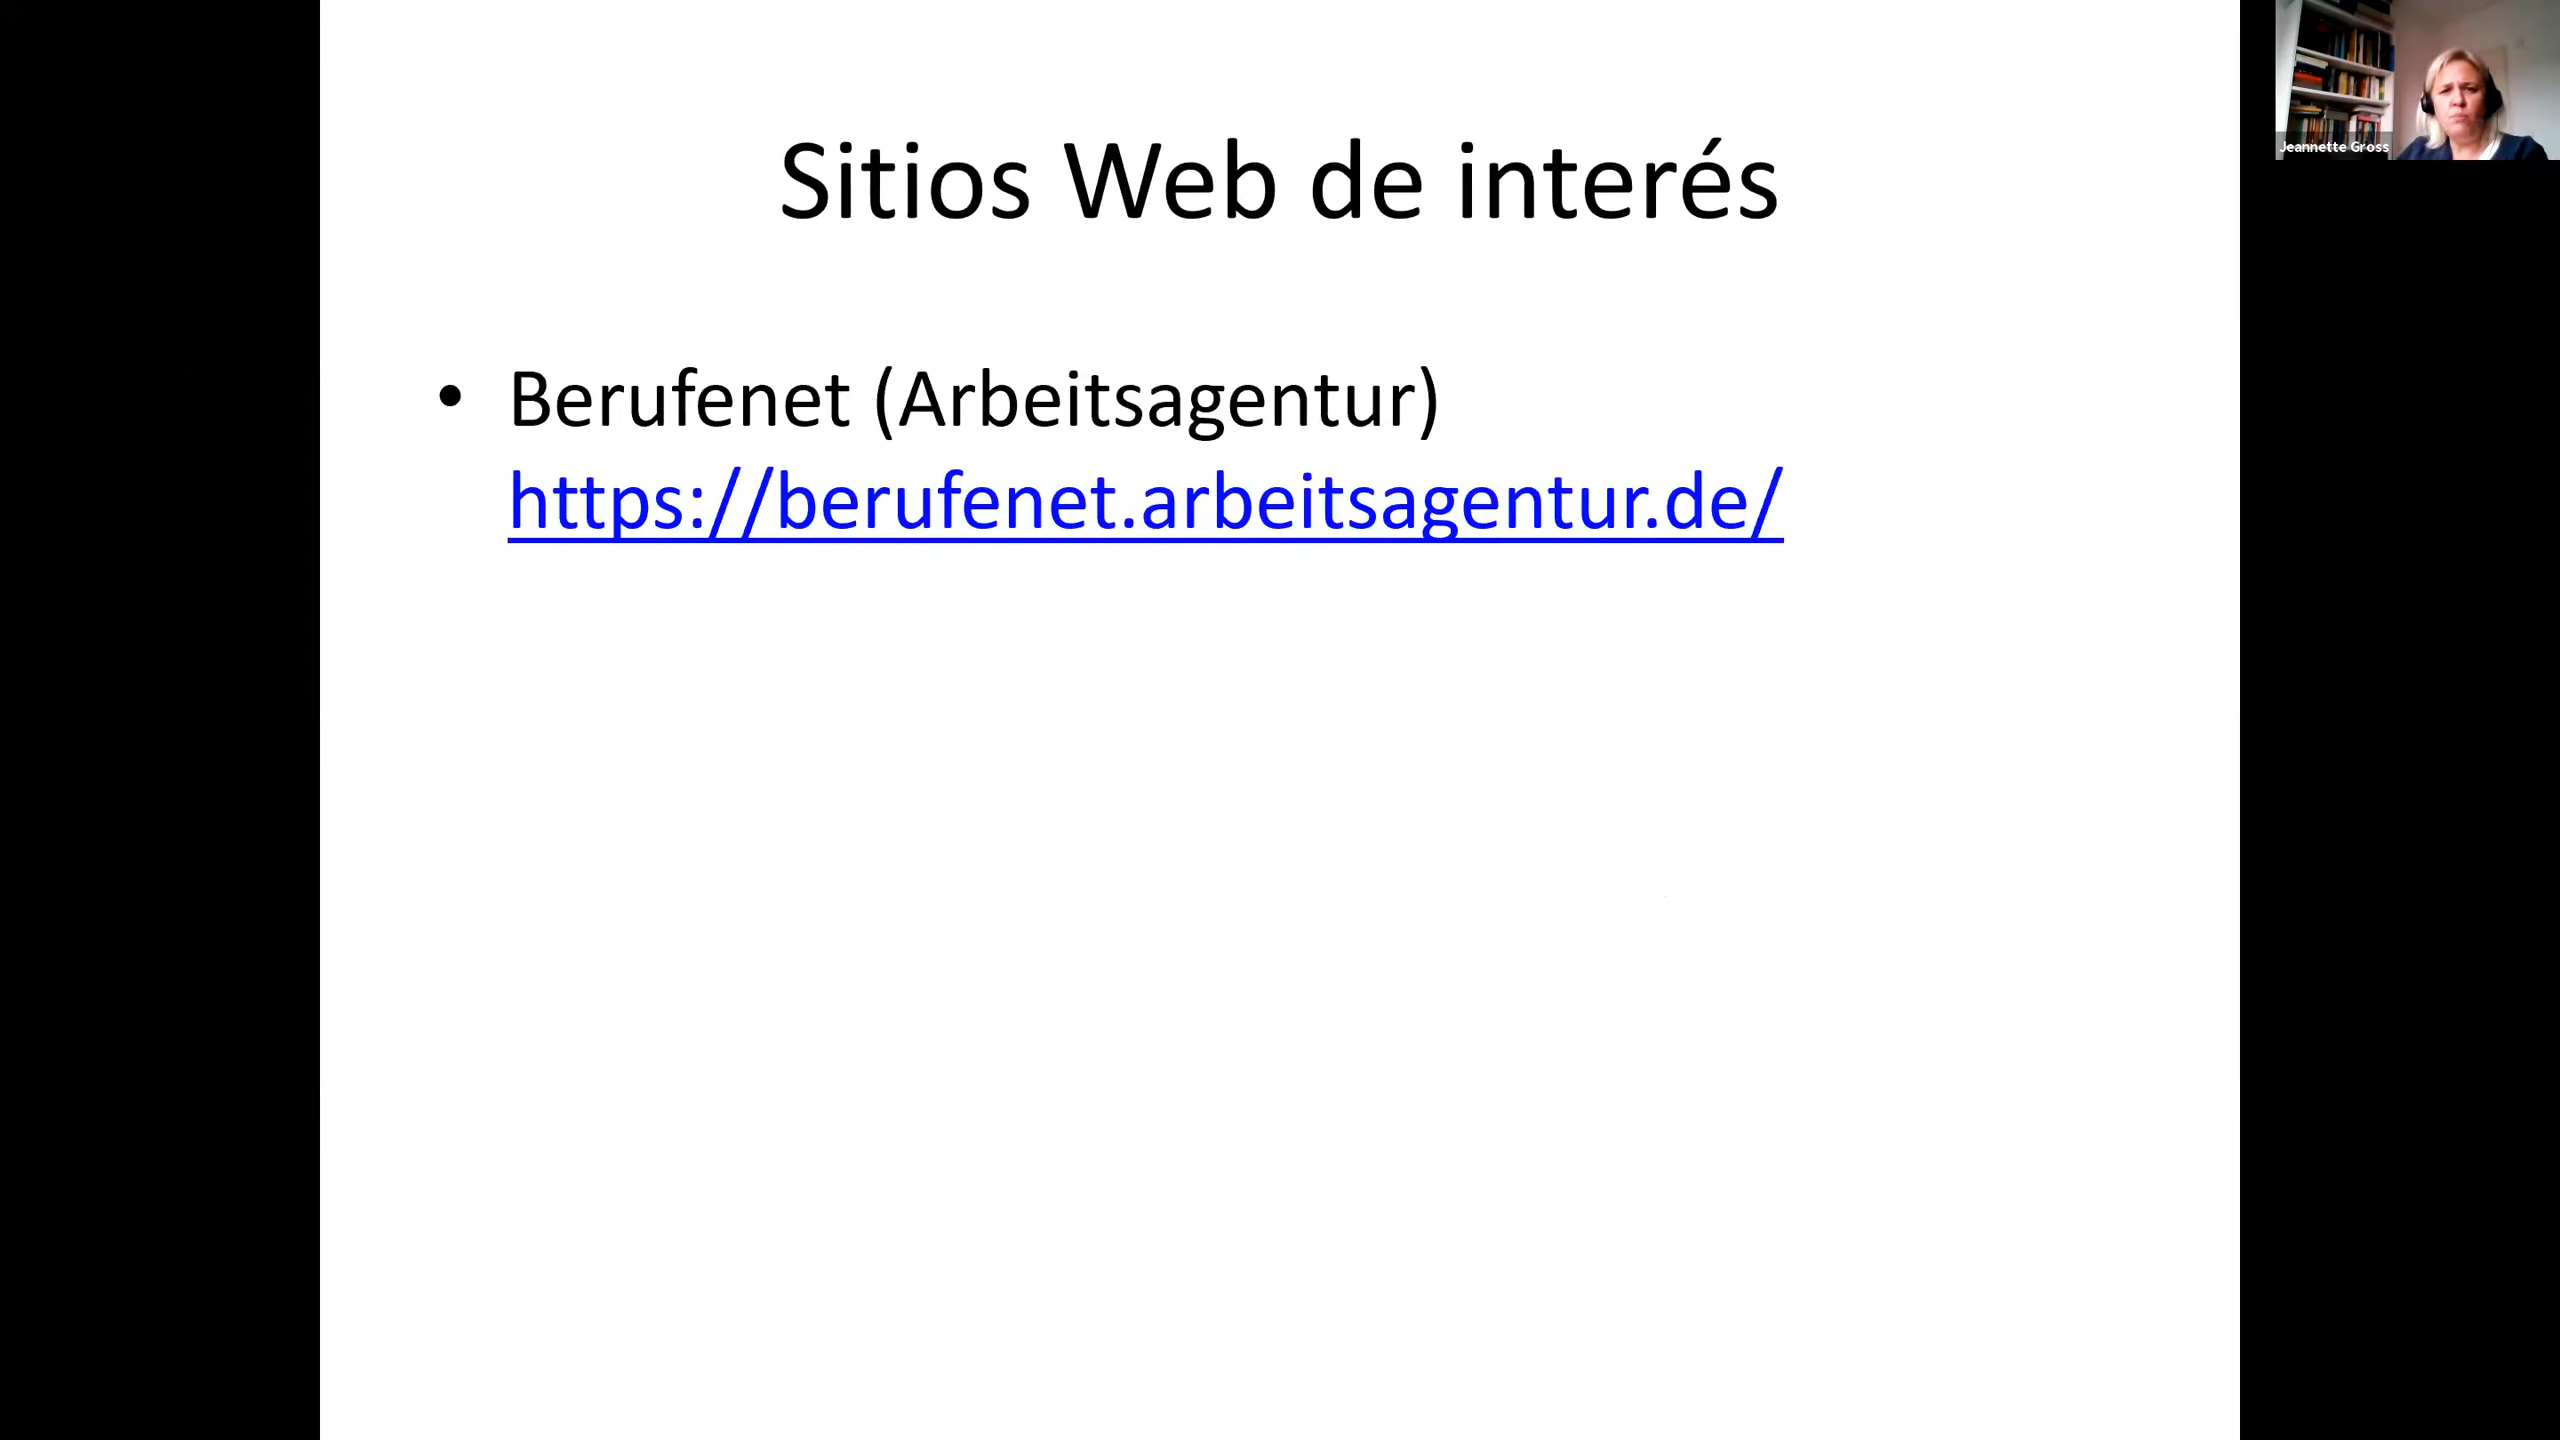 Sitios Web de interés
• Berufenet (Arbeitsagentur)
https://berufenet.arbeitsagentur.de/
Jeannette Gross